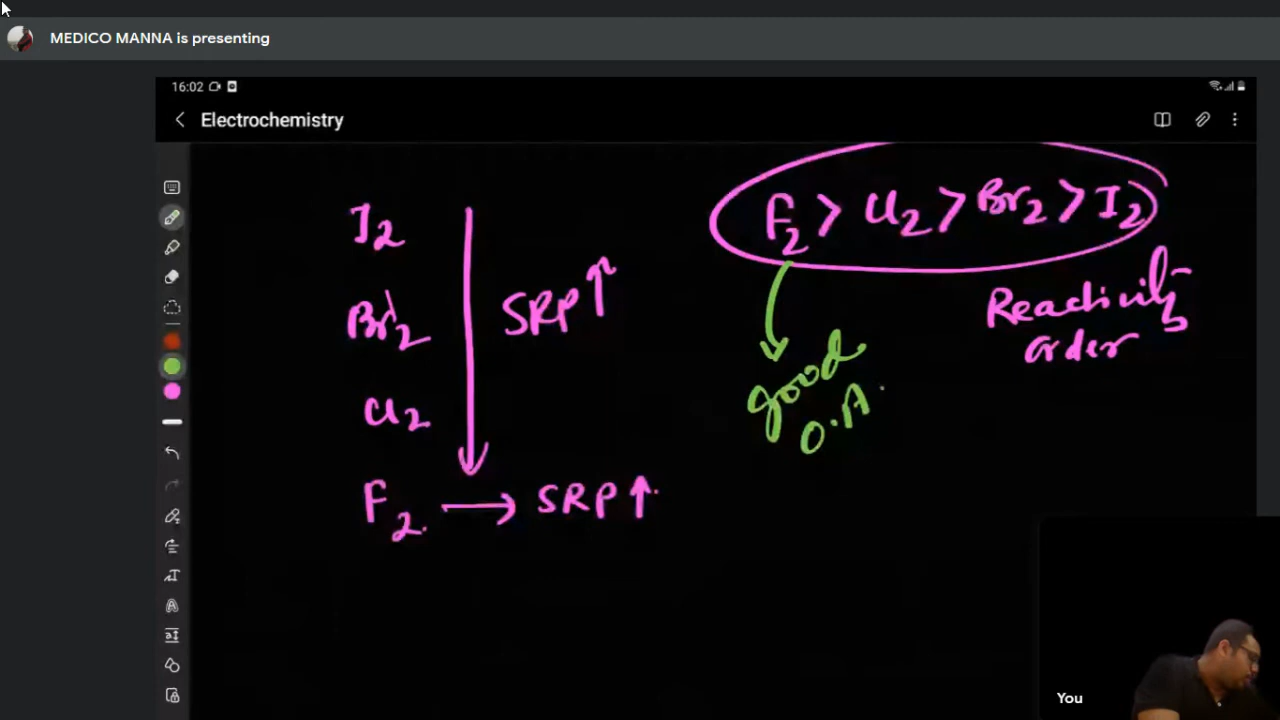 MEDICO MANNA is presenting
16:02
Electrochemistry
I2
Br2
Cl2
F2 → SRP↑
SRP↑
F2 > Cl2 > Br2 > I2
Reactivity
order
good
O.A.
You